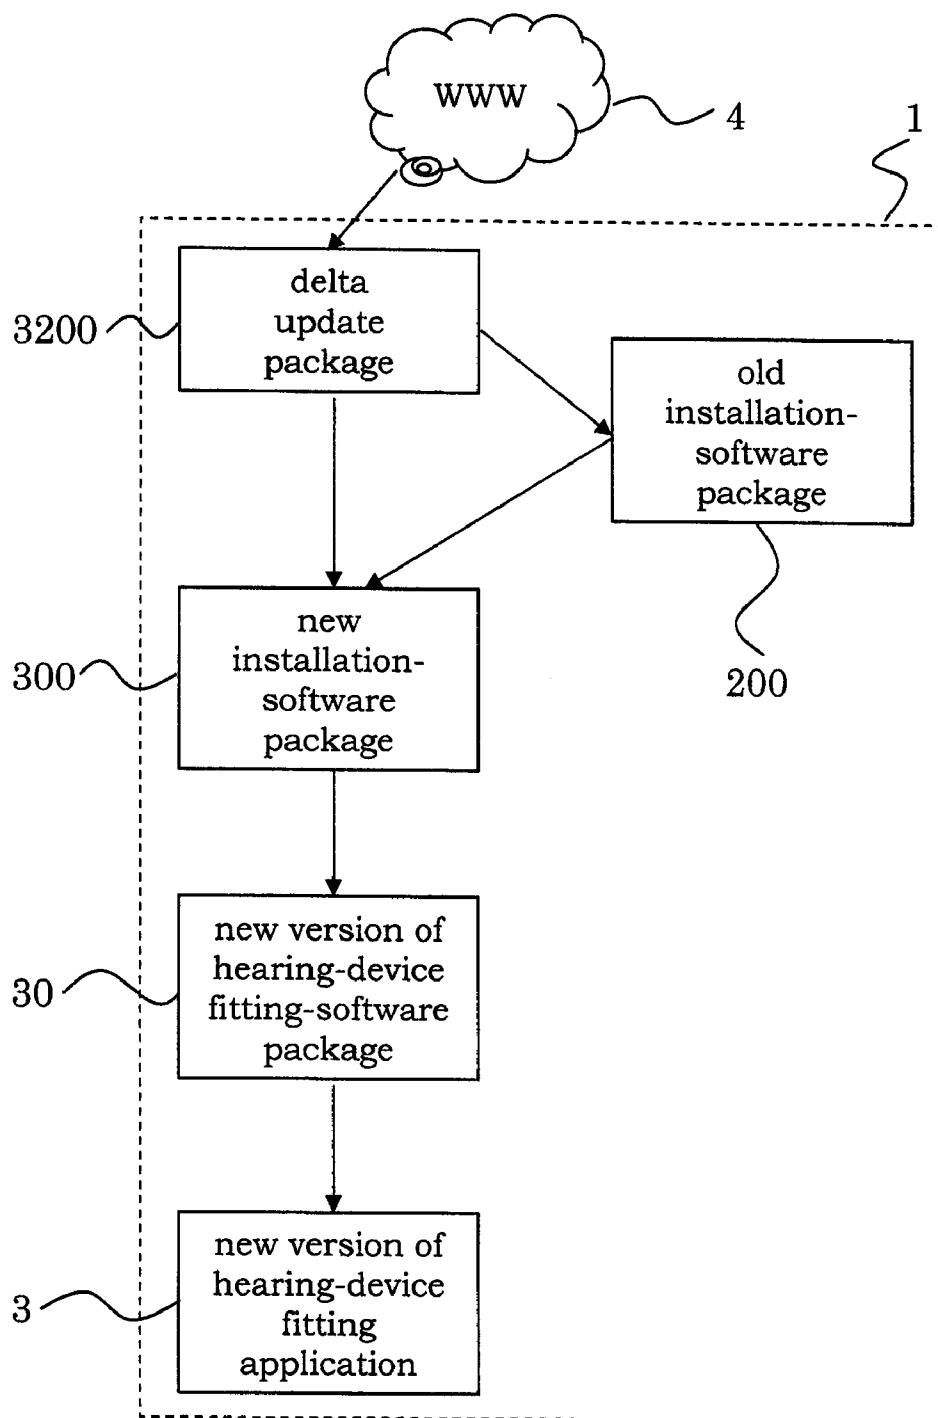 WWW
4
1
3200
delta
update
package
old
installation-
software
package
200
300
new
installation-
software
package
30
new version of
hearing-device
fitting-software
package
3
new version of
hearing-device
fitting
application